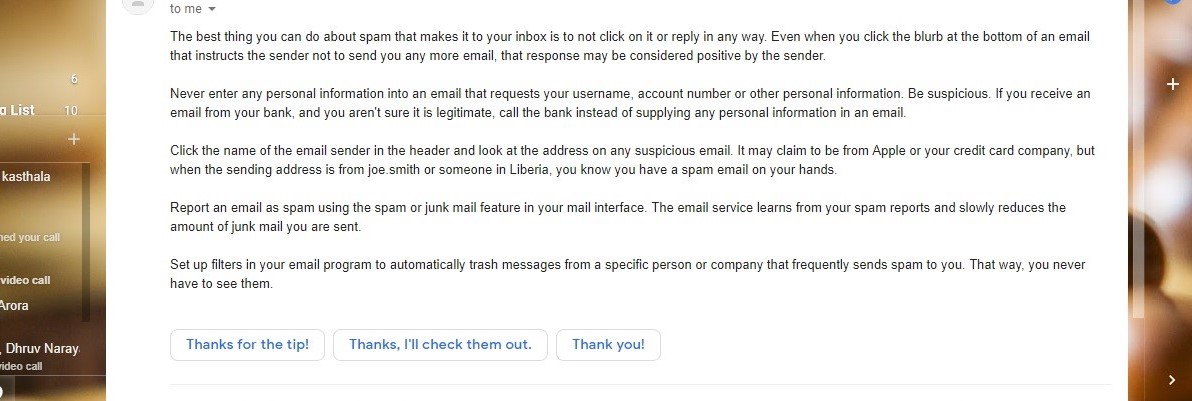 to me
The best thing you can do about spam that makes it to your inbox is to not click on it or reply in any way. Even when you click the blurb at the bottom of an email
that instructs the sender not to send you any more email, that response may be considered positive by the sender.
6
Never enter any personal information into an email that requests your username, account number or other personal information. Be suspicious. If you receive an
email from your bank, and you aren't sure it is legitimate, call the bank instead of supplying any personal information in an email.
a List 10
Click the name of the email sender in the header and look at the address on any suspicious email. It may claim to be from Apple or your credit card company, but
when the sending address is from joe.smith or someone in Liberia, you know you have a spam email on your hands.
kasthala
Report an email as spam using the spam or junk mail feature in your mail interface. The email service learns from your spam reports and slowly reduces the
amount of junk mail you are sent.
ned your call
Set up filters in your email program to automatically trash messages from a specific person or company that frequently sends spam to you. That way, you never
have to see them.
video call
Arora
Thanks for the tip! Thanks, I'll check them out. Thank you!
, Dhruv Naray
video call